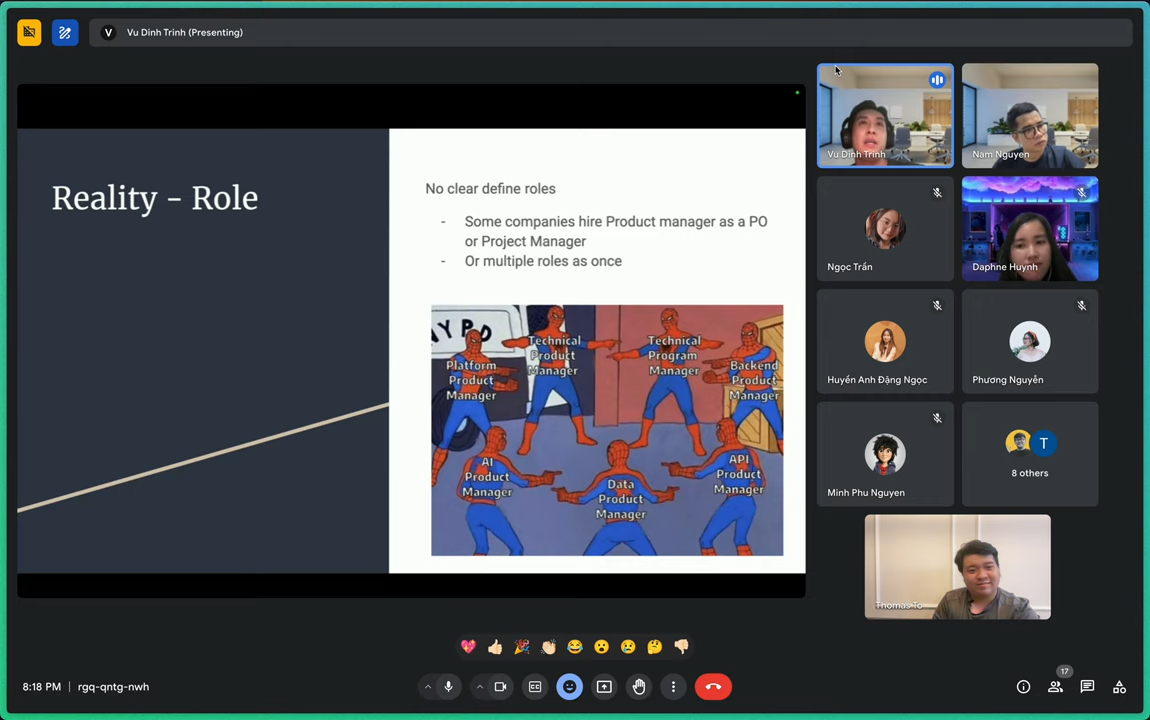 V Vu Dinh Trinh (Presenting)
Reality - Role
No clear define roles
- Some companies hire Product manager as a PO
or Project Manager
- Or multiple roles as once
NYPD
Platform
Product
Manager
Technical
Product
Manager
Technical
Program
Manager
Backend
Product
Manager
AI
Product
Manager
Data
Product
Manager
API
Product
Manager
Vu Dinh Trinh
Nam Nguyen
Ngọc Trần
Daphne Huynh
Huyền Anh Đặng Ngọc
Phương Nguyễn
Minh Phu Nguyen
T
8 others
Thomas To
8:18 PM | rgq-qntg-nwh
CC
17